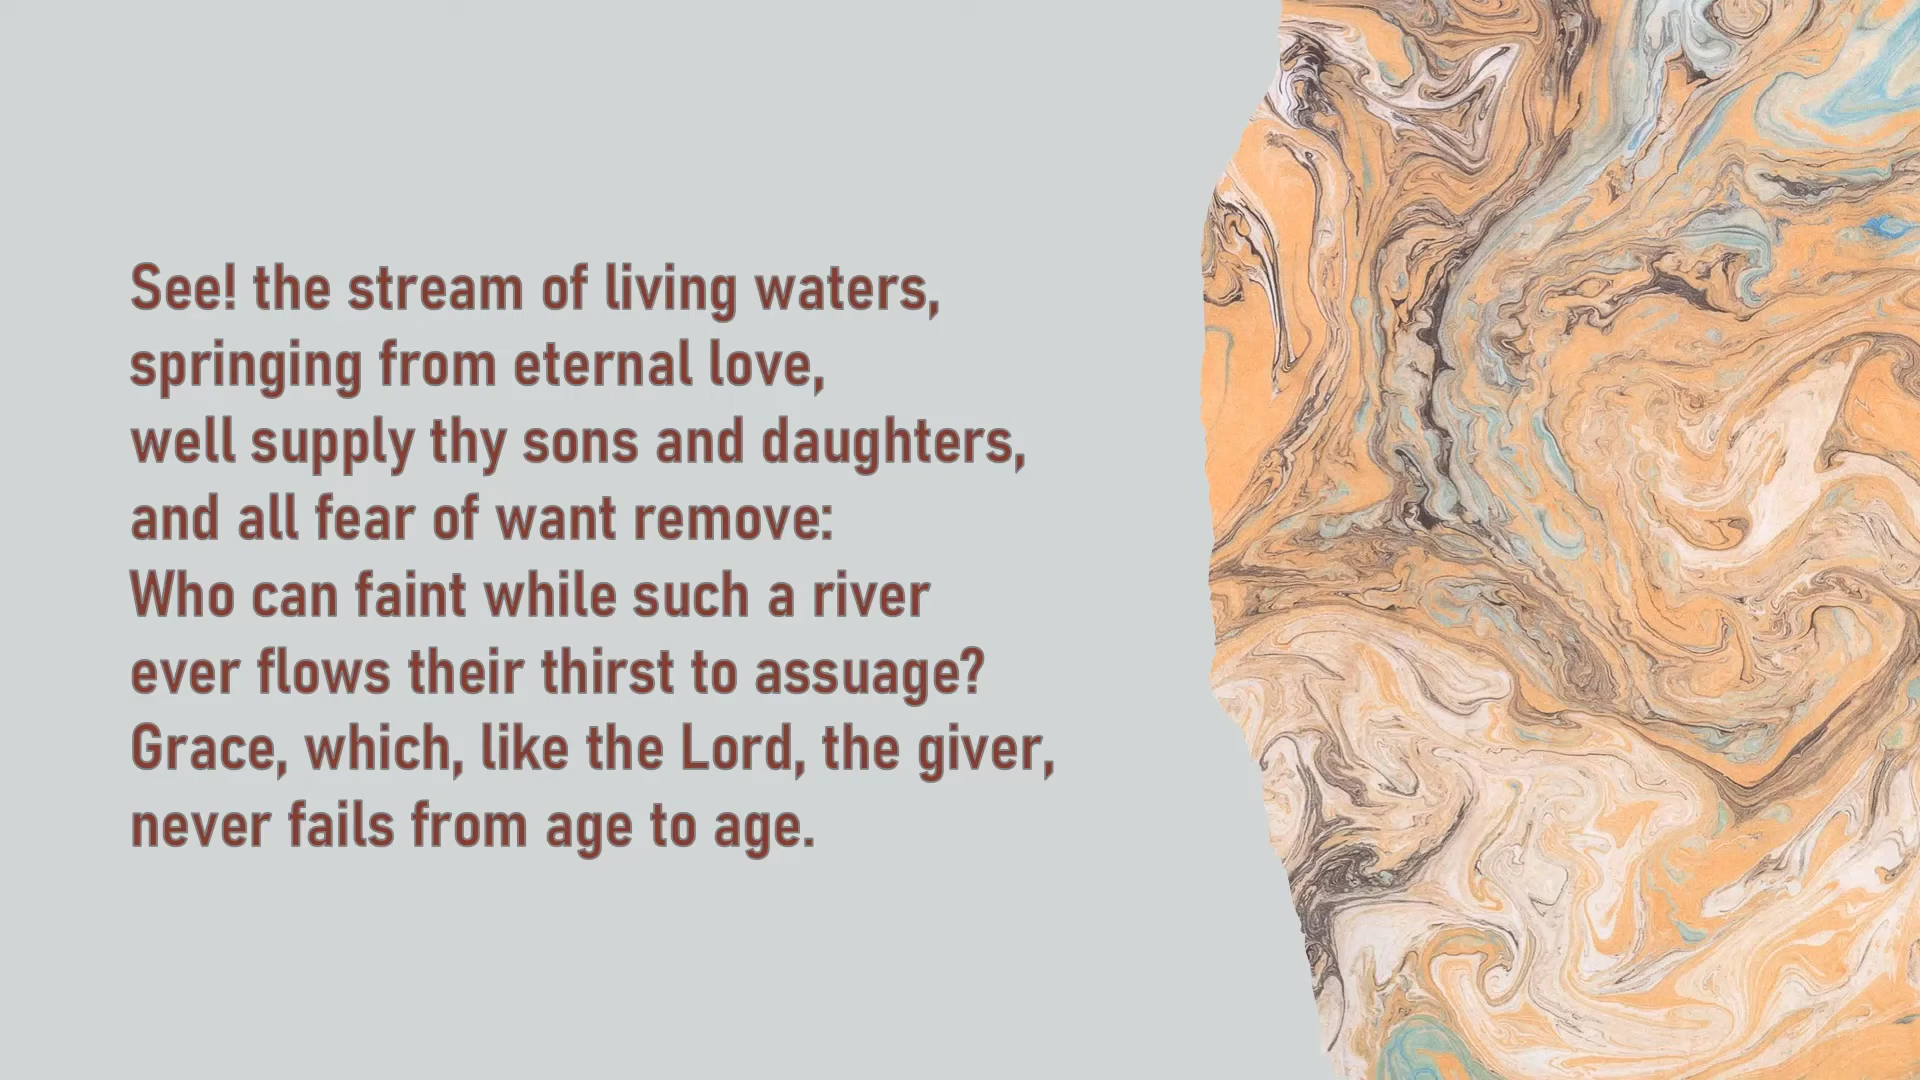 See! the stream of living waters,
springing from eternal love,
well supply thy sons and daughters,
and all fear of want remove:
Who can faint while such a river
ever flows their thirst to assuage?
Grace, which, like the Lord, the giver,
never fails from age to age.